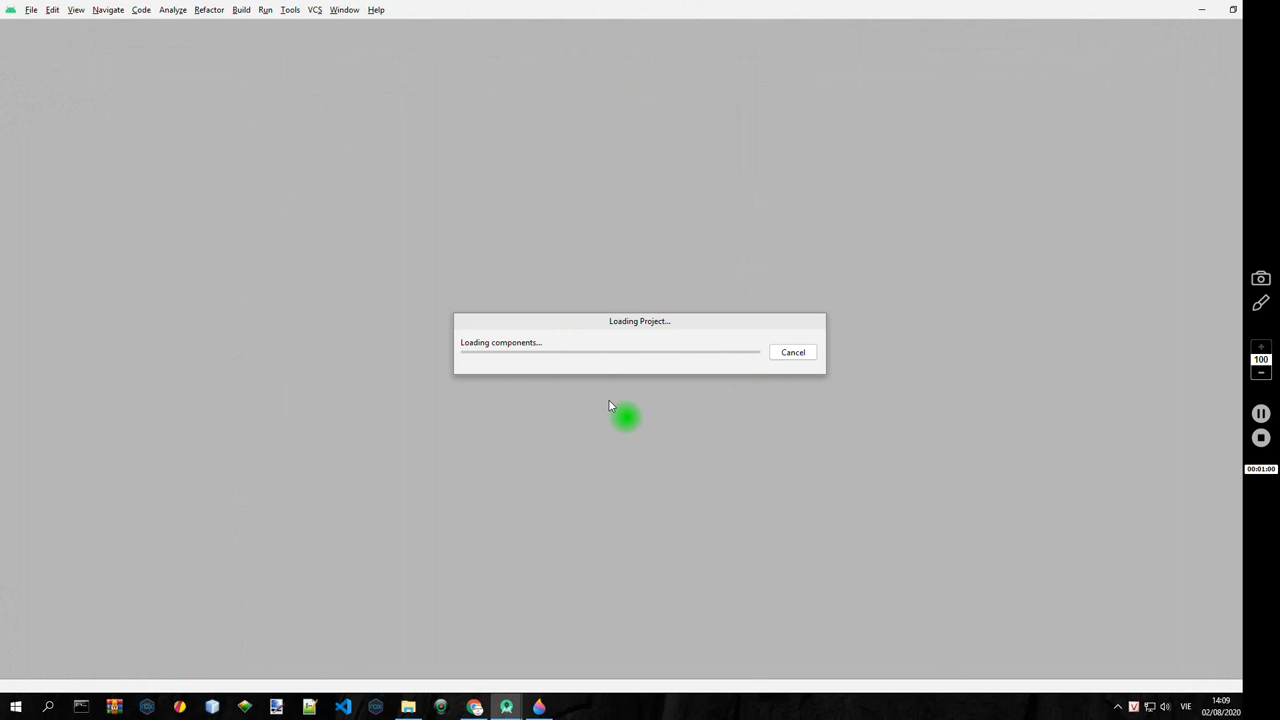 File Edit View Navigate Code Analyze Refactor Build Run Tools VCS Window Help
Loading Project...
Loading components...
Cancel
100
00:01:00
VIE
14:09
02/08/2020